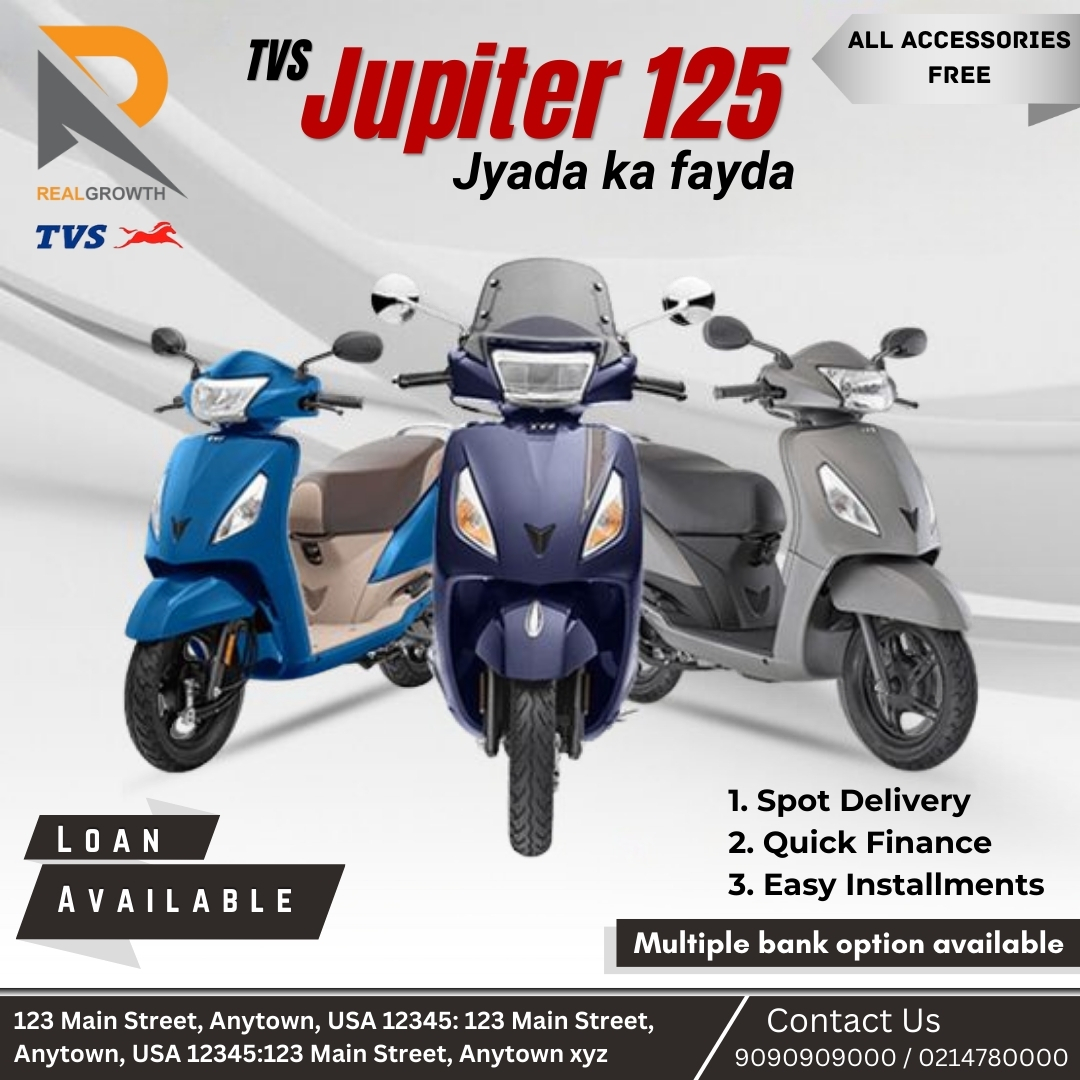 TVS
Jupiter 125
Jyada ka fayda
ALL ACCESSORIES
FREE
REALGROWTH
TVS
TVS
1. Spot Delivery
2. Quick Finance
3. Easy Installments
LOAN
AVAILABLE
Multiple bank option available
123 Main Street, Anytown, USA 12345: 123 Main Street,
Anytown, USA 12345:123 Main Street, Anytown xyz
Contact Us
9090909000 / 0214780000